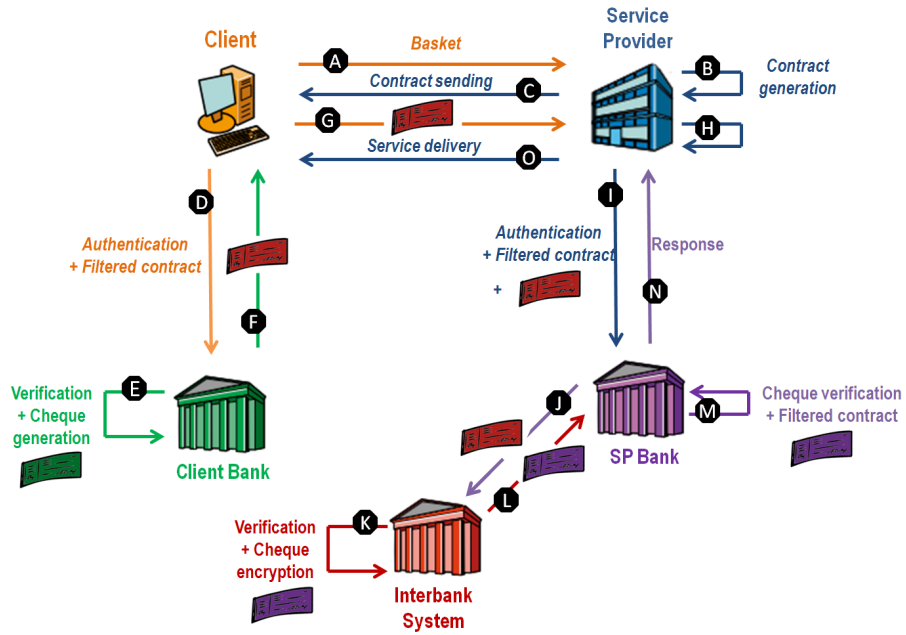 Client
Service
Provider
Basket
A
B
Contract sending
C
Contract
generation
G
H
Service delivery
O
D
I
Authentication
+ Filtered contract
Authentication
+ Filtered contract
+
Response
N
F
E
Verification
+ Cheque
generation
Client Bank
J
M
Cheque verification
+ Filtered contract
SP Bank
L
K
Verification
+ Cheque
encryption
Interbank
System